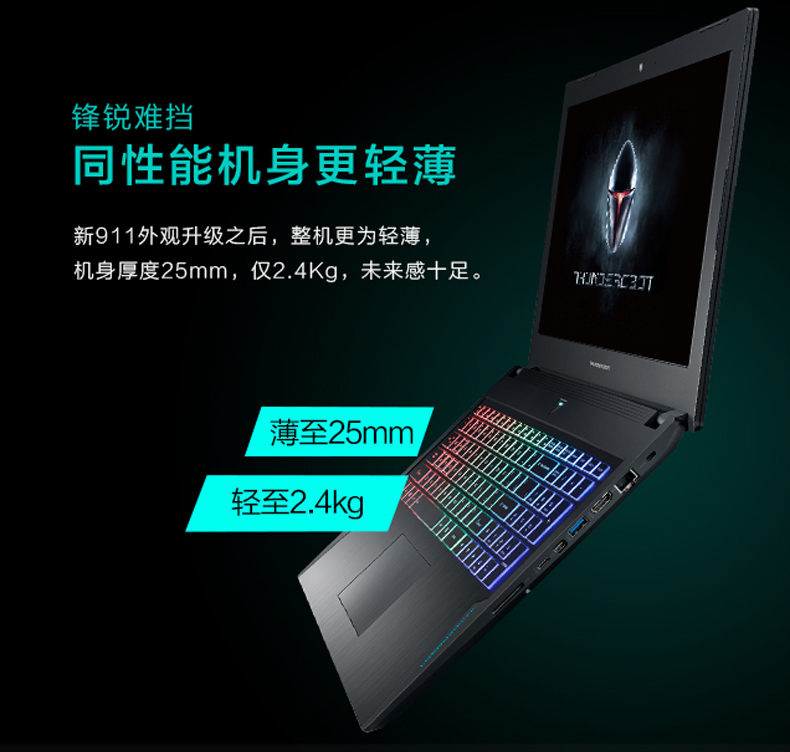 锋锐难挡
同性能机身更轻薄
新911外观升级之后，整机更为轻薄，
机身厚度25mm，仅2.4Kg，未来感十足。
THUNDEROBOT
THUNDEROBOT
薄至25mm
轻至2.4kg